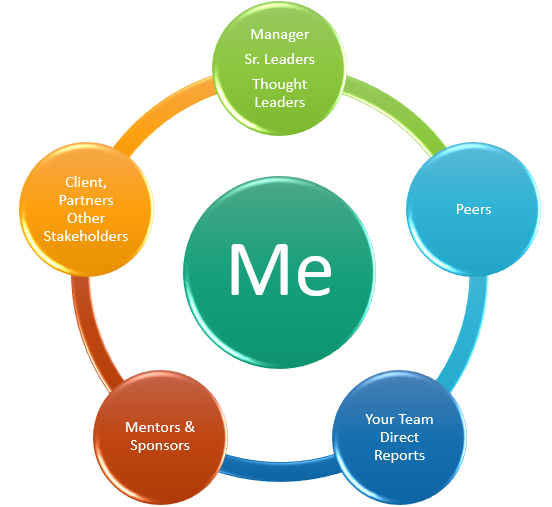 Manager
Sr. Leaders
Thought
Leaders
Client,
Partners
Other
Stakeholders
Peers
Me
Mentors &
Sponsors
Your Team
Direct
Reports